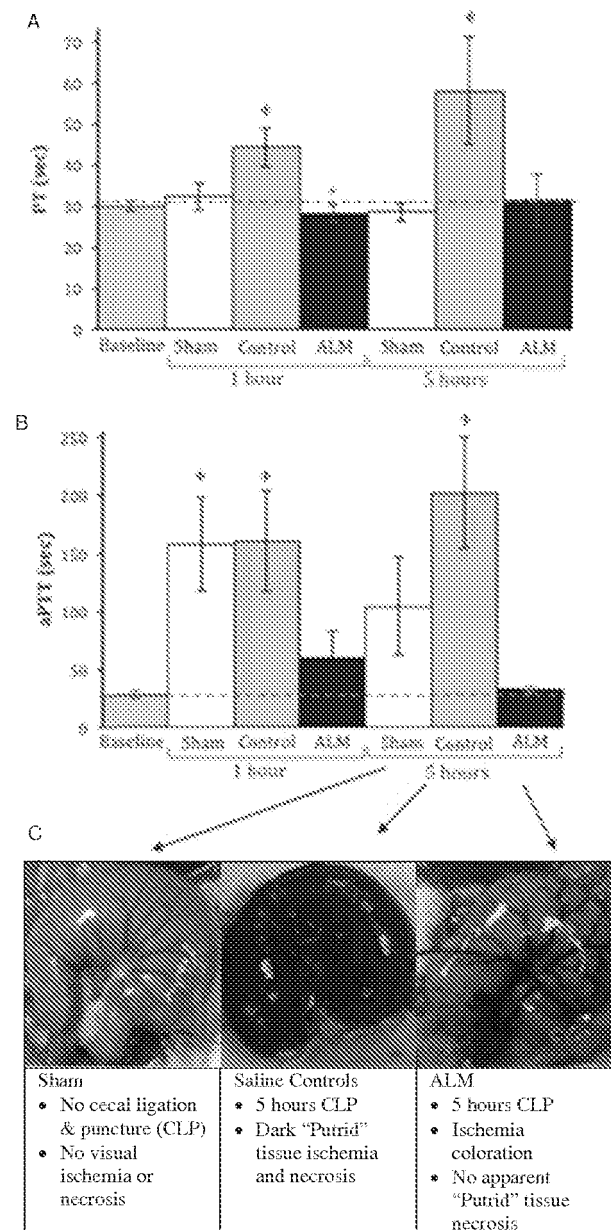 A
70
60
50
40
30
20
10
0
PT (sec)
Baseline Sham Control ALM Sham Control ALM
1 hour 5 hours
B
250
200
150
100
50
0
aPTT (sec)
Baseline Sham Control ALM Sham Control ALM
1 hour 5 hours
C
Sham
• No cecal ligation
& puncture (CLP)
• No visual
ischemia or
necrosis
Saline Controls
• 5 hours CLP
• Dark "Putrid"
tissue ischemia
and necrosis
ALM
• 5 hours CLP
• Ischemia
coloration
• No apparent
"Putrid" tissue
necrosis